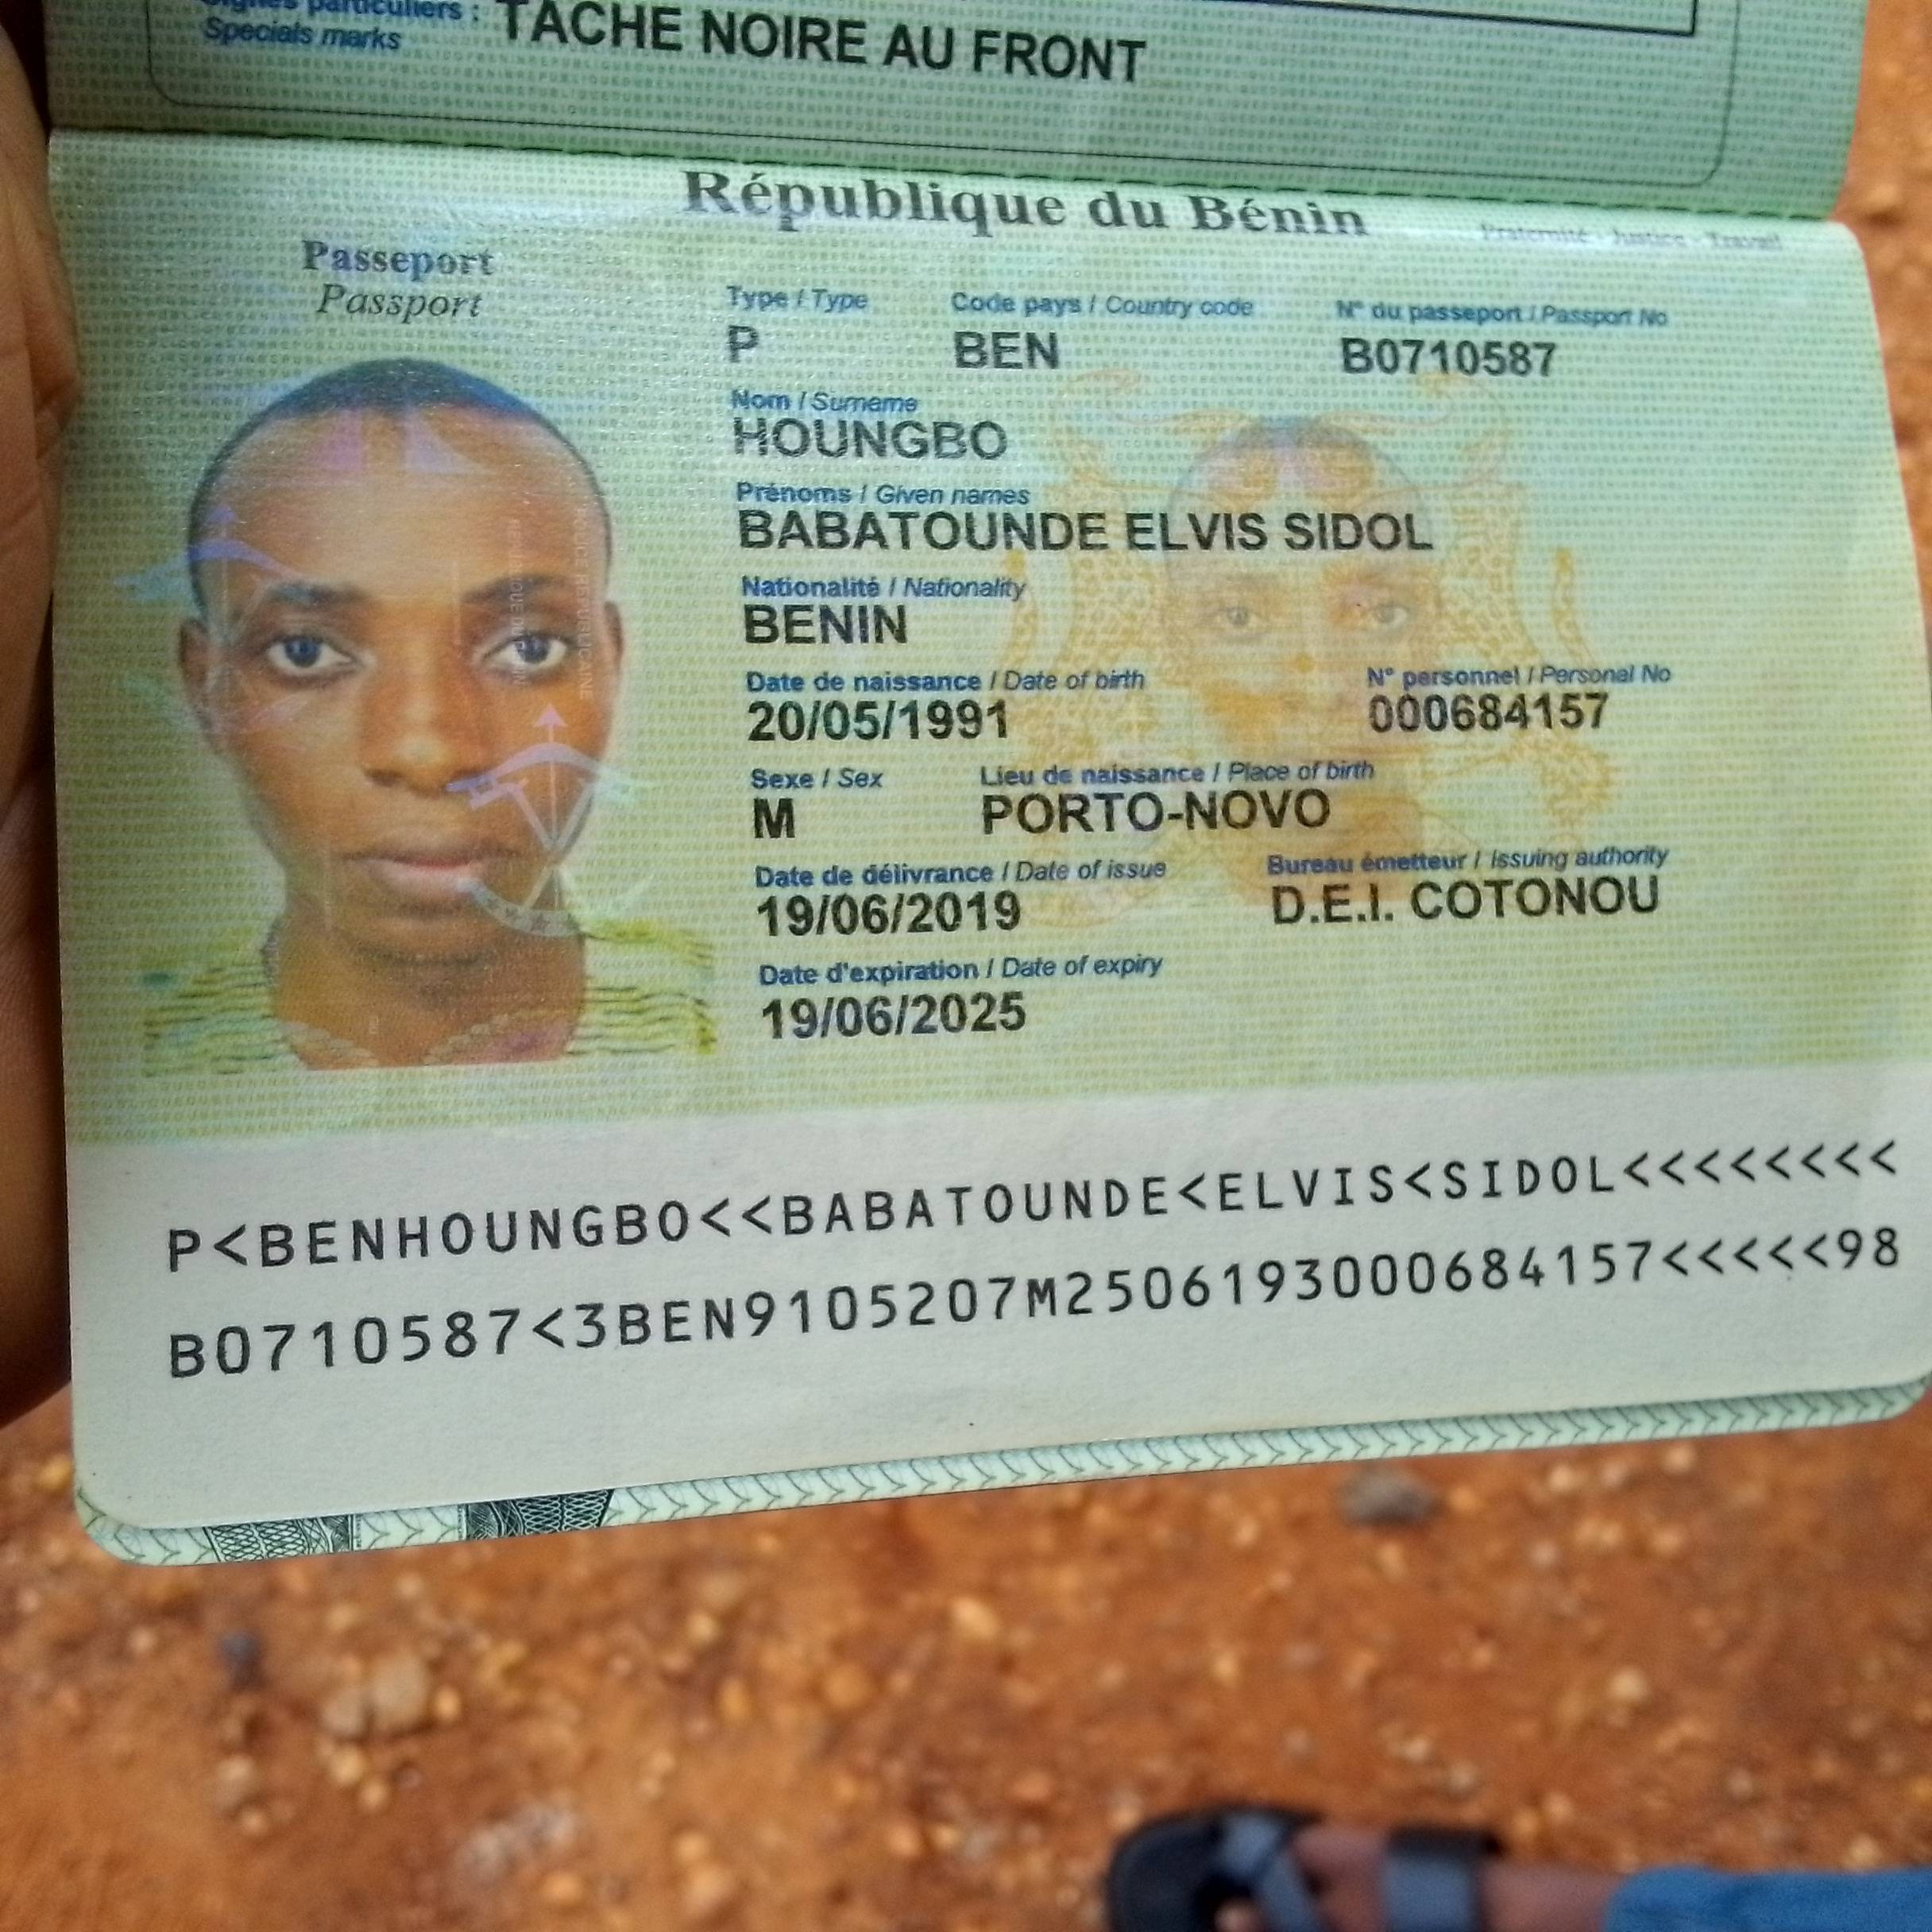 Signes particuliers : TACHE NOIRE AU FRONT
Specials marks
République du Bénin
Fraternité - Justice - Travail
Passeport
Passport
Type / Type Code pays / Country code N° du passeport / Passport No
P BEN B0710587
Nom / Surname
HOUNGBO
Prénoms / Given names
BABATOUNDE ELVIS SIDOL
Nationalité / Nationality
BENIN
Date de naissance / Date of birth N° personnel / Personal No
20/05/1991 000684157
Sexe / Sex Lieu de naissance / Place of birth
M PORTO-NOVO
Date de délivrance / Date of issue Bureau émetteur / Issuing authority
19/06/2019 D.E.I. COTONOU
Date d'expiration / Date of expiry
19/06/2025
P<BENHOUNGBO<<BABATOUNDE<ELVIS<SIDOL<<<<<<<<
B0710587<3BEN9105207M2506193000684157<<<<<98